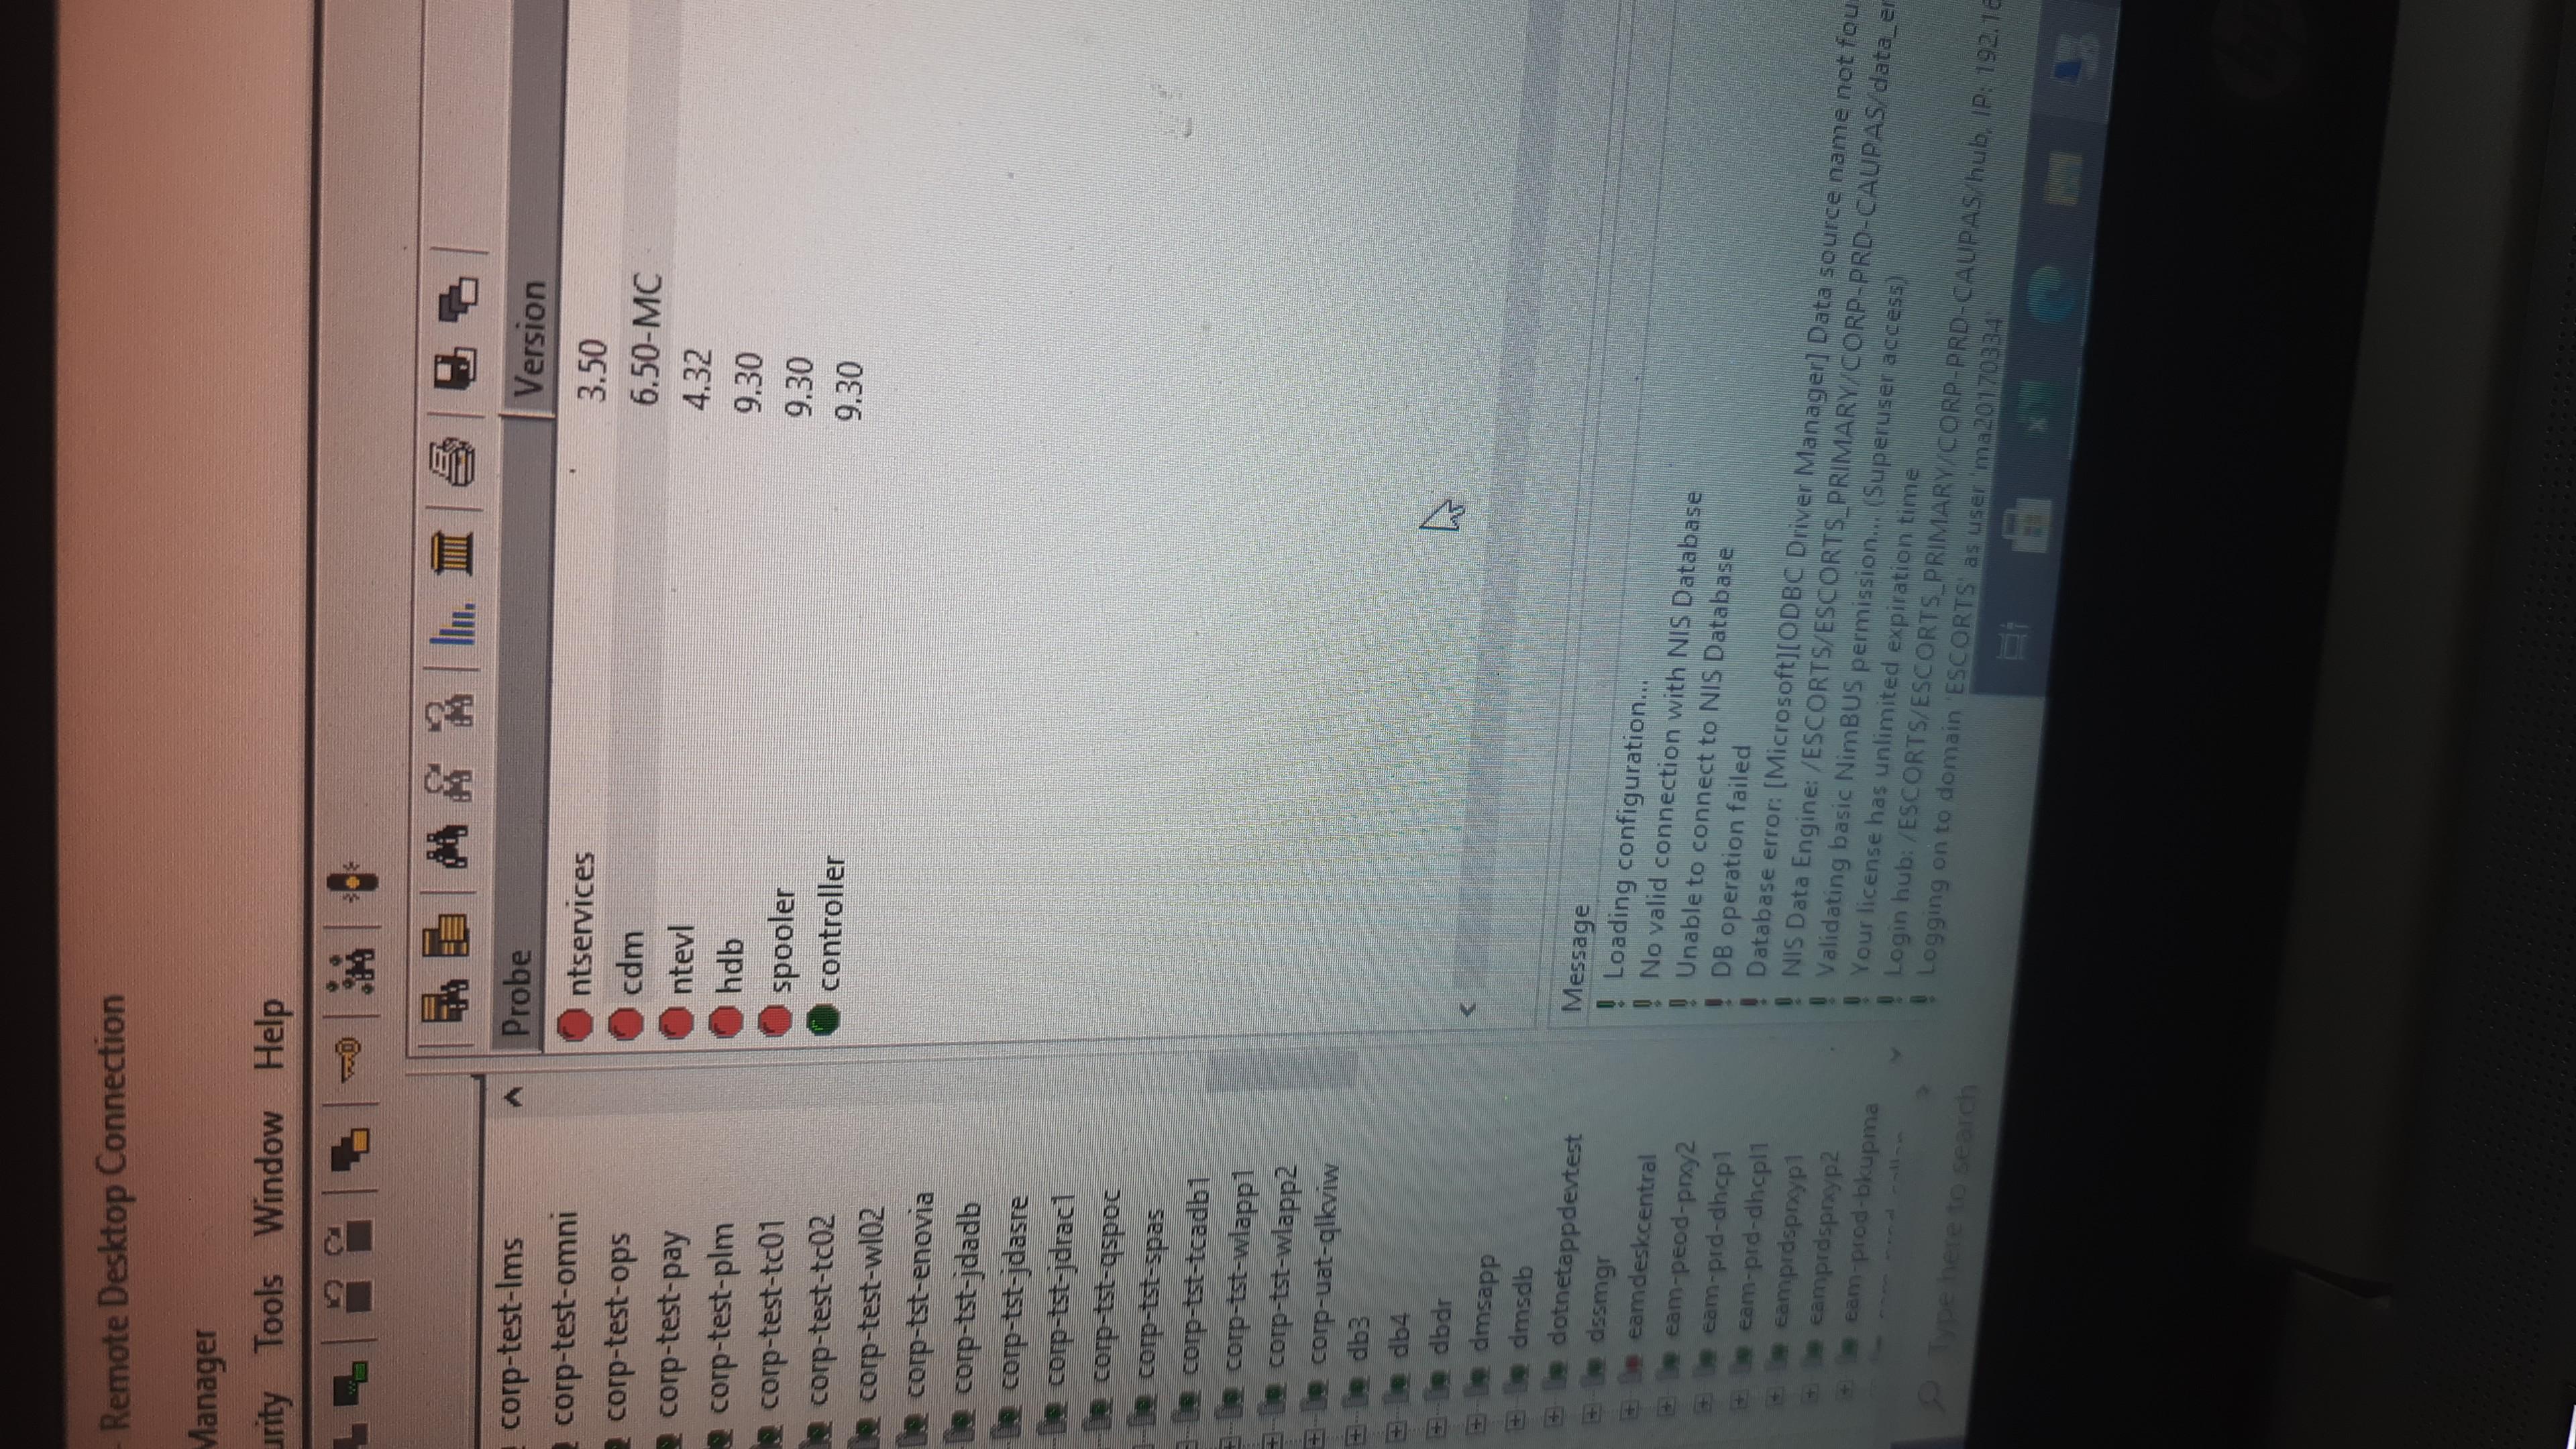 - Remote Desktop Connection
Manager
urity Tools Window Help
corp-test-lms
corp-test-omni
corp-test-ops
corp-test-pay
corp-test-plm
corp-test-tc01
corp-test-tc02
corp-test-wl02
corp-tst-enovia
corp-tst-jdadb
corp-tst-jdasre
corp-tst-jdrac1
corp-tst-qspoc
corp-tst-spas
corp-tst-tcadb1
corp-tst-wlapp1
corp-tst-wlapp2
corp-uat-qlkviw
db3
db4
dbdr
dmsapp
dmsdb
dotnetappdevtest
dssmgr
eamdeskcentral
eam-peod-prxy2
eam-prd-dhcp1
eam-prd-dhcpl1
eamprdsprxyp1
eamprdsprxyp2
eam-prod-bkupma
Probe Version
ntservices 3.50
cdm 6.50-MC
ntevl 4.32
hdb 9.30
spooler 9.30
controller 9.30
Message
Loading configuration...
No valid connection with NIS Database
Unable to connect to NIS Database
DB operation failed
Database error: [Microsoft][ODBC Driver Manager] Data source name not fou
NIS Data Engine: /ESCORTS/ESCORTS_PRIMARY/CORP-PRD-CAUPAS/data_en
Validating basic NimBUS permission... (Superuser access)
Your license has unlimited expiration time
Login hub: /ESCORTS/ESCORTS_PRIMARY/CORP-PRD-CAUPAS/hub, IP: 192.16
Logging on to domain 'ESCORTS' as user 'ma20170334'
Type here to search